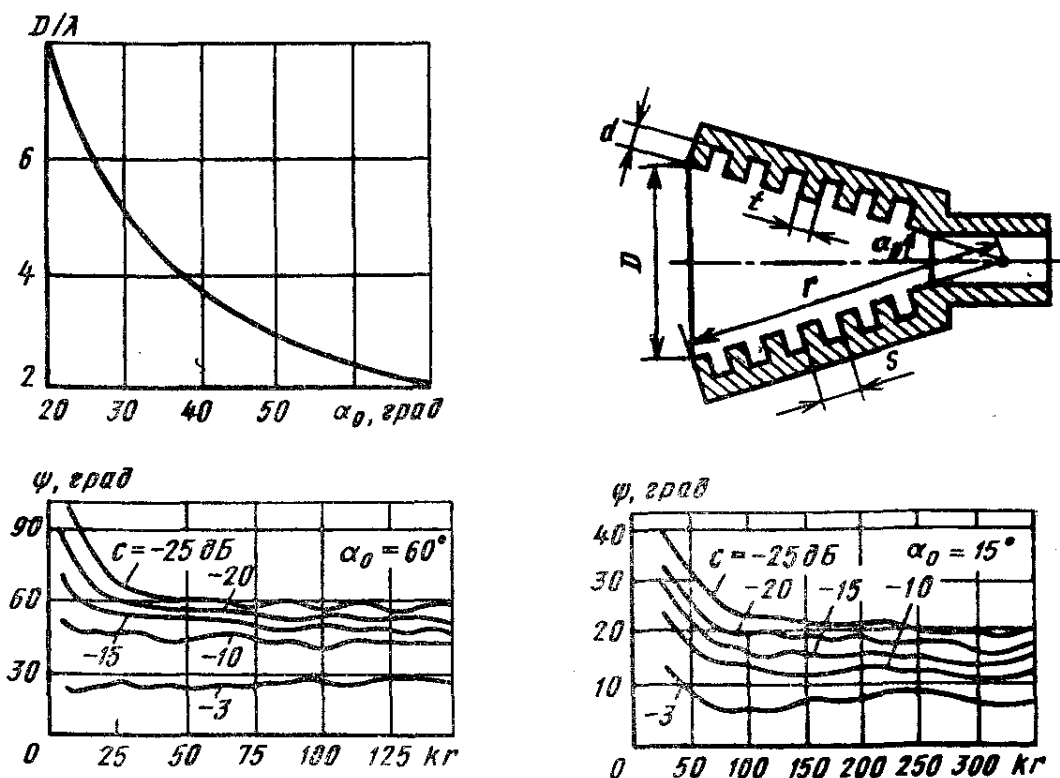 D/λ
6
4
2
20 30 40 50 α₀, град
d
t
α₀
D
r
s
ψ, град
90
60
30
0 25 50 75 100 125 kr
c = -25 дБ
α₀ = 60°
-20
-15
-10
-3
ψ, град
40
30
20
10
0 50 100 150 200 250 300 kr
c = -25 дБ
α₀ = 15°
-20
-15
-10
-3